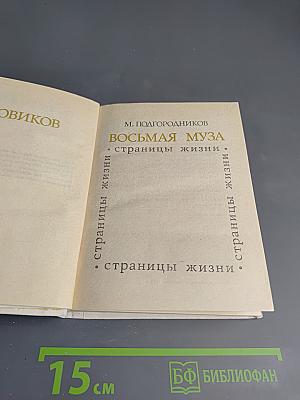 ОВИКОВ
М. ПОДГОРОДНИКОВ
ВОСЬМАЯ МУЗА
• страницы жизни •
страницы жизни
страницы жизни
• страницы жизни •
15 см
БФ БИБЛИОФАН